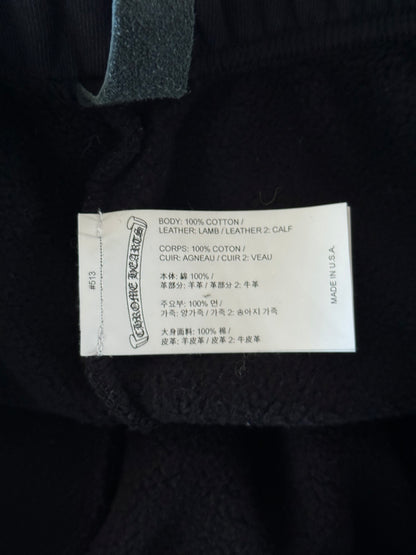 BODY: 100% COTTON /
LEATHER: LAMB / LEATHER 2: CALF
CORPS: 100% COTON /
CUIR: AGNEAU / CUIR 2: VEAU
本体: 綿 100% /
革部分: 羊革 / 革部分 2: 牛革
주요부: 100% 면 /
가죽: 양가죽 / 가죽 2: 송아지 가죽
大身面料: 100% 棉 /
皮革: 羊皮革 / 皮革 2: 牛皮革
CHROME HEARTS
#513
MADE IN U.S.A.